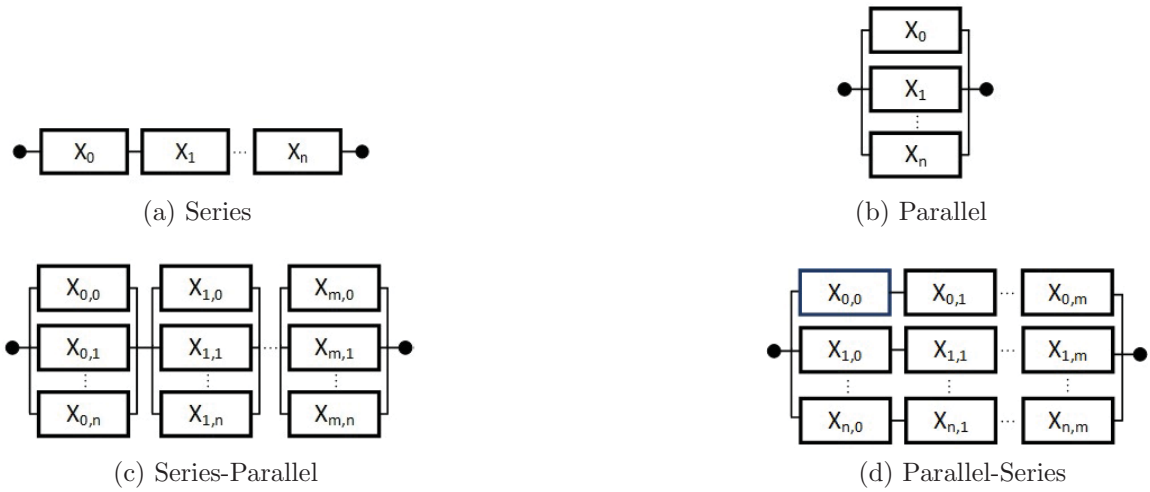 X₀ X₁ ... Xₙ
(a) Series
X₀
X₁
⋮
Xₙ
(b) Parallel
X₀,₀ X₁,₀ Xₘ,₀
X₀,₁ X₁,₁ ... Xₘ,₁
⋮ ⋮ ⋮
X₀,ₙ X₁,ₙ Xₘ,ₙ
(c) Series-Parallel
X₀,₀ X₀,₁ ... X₀,ₘ
X₁,₀ X₁,₁ ... X₁,ₘ
⋮ ⋮ ⋮
Xₙ,₀ Xₙ,₁ ... Xₙ,ₘ
(d) Parallel-Series